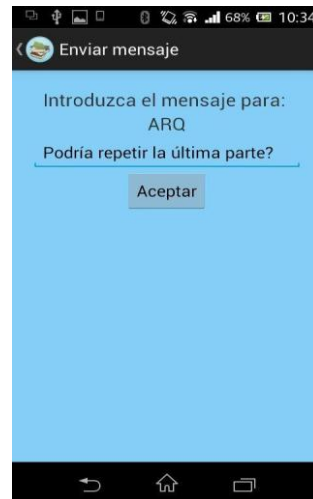 68% 10:34
Enviar mensaje
Introduzca el mensaje para:
ARQ
Podría repetir la última parte?
Aceptar